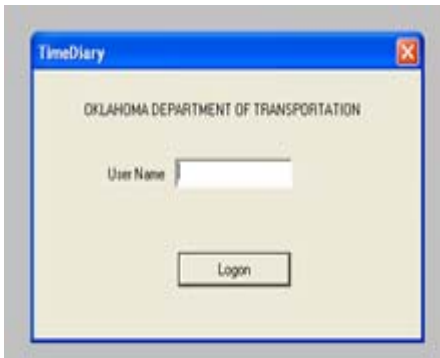 TimeDiary
OKLAHOMA DEPARTMENT OF TRANSPORTATION
User Name
Logon